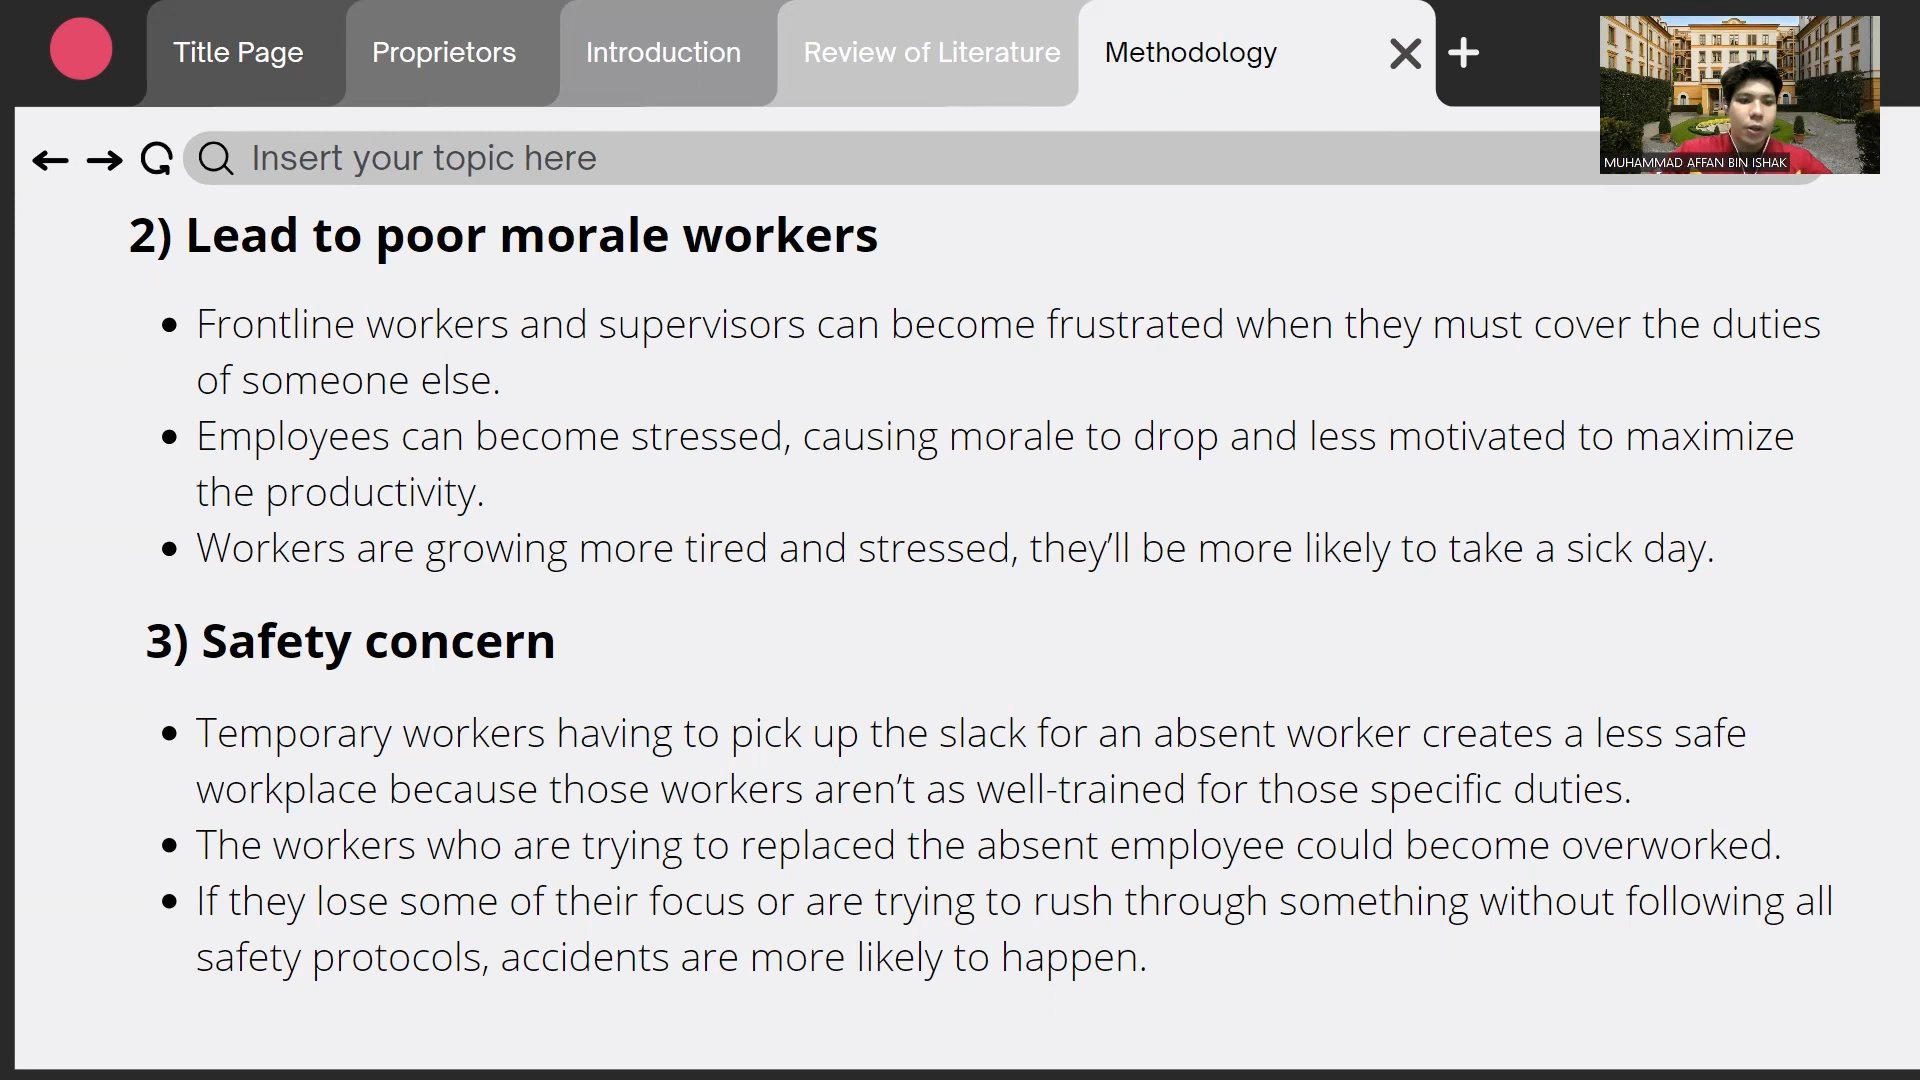 Title Page
Proprietors
Introduction
Review of Literature
Methodology
Insert your topic here
MUHAMMAD AFFAN BIN ISHAK
2) Lead to poor morale workers
Frontline workers and supervisors can become frustrated when they must cover the duties
of someone else.
Employees can become stressed, causing morale to drop and less motivated to maximize
the productivity.
Workers are growing more tired and stressed, they’ll be more likely to take a sick day.
3) Safety concern
Temporary workers having to pick up the slack for an absent worker creates a less safe
workplace because those workers aren’t as well-trained for those specific duties.
The workers who are trying to replaced the absent employee could become overworked.
If they lose some of their focus or are trying to rush through something without following all
safety protocols, accidents are more likely to happen.